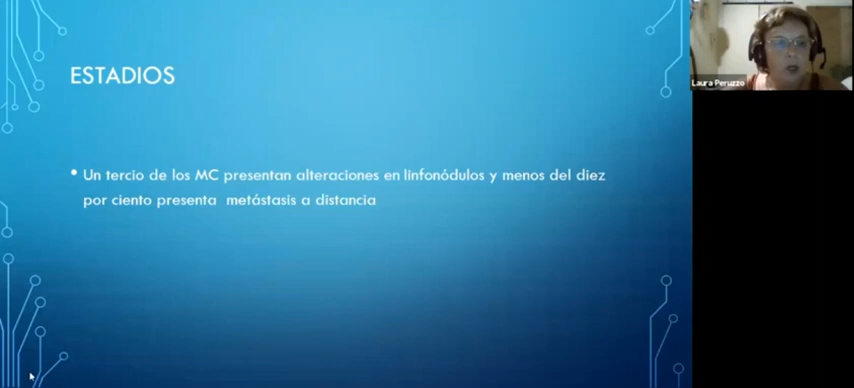 ESTADIOS
• Un tercio de los MC presentan alteraciones en linfonódulos y menos del diez
por ciento presenta metástasis a distancia
Laura Peruzzo